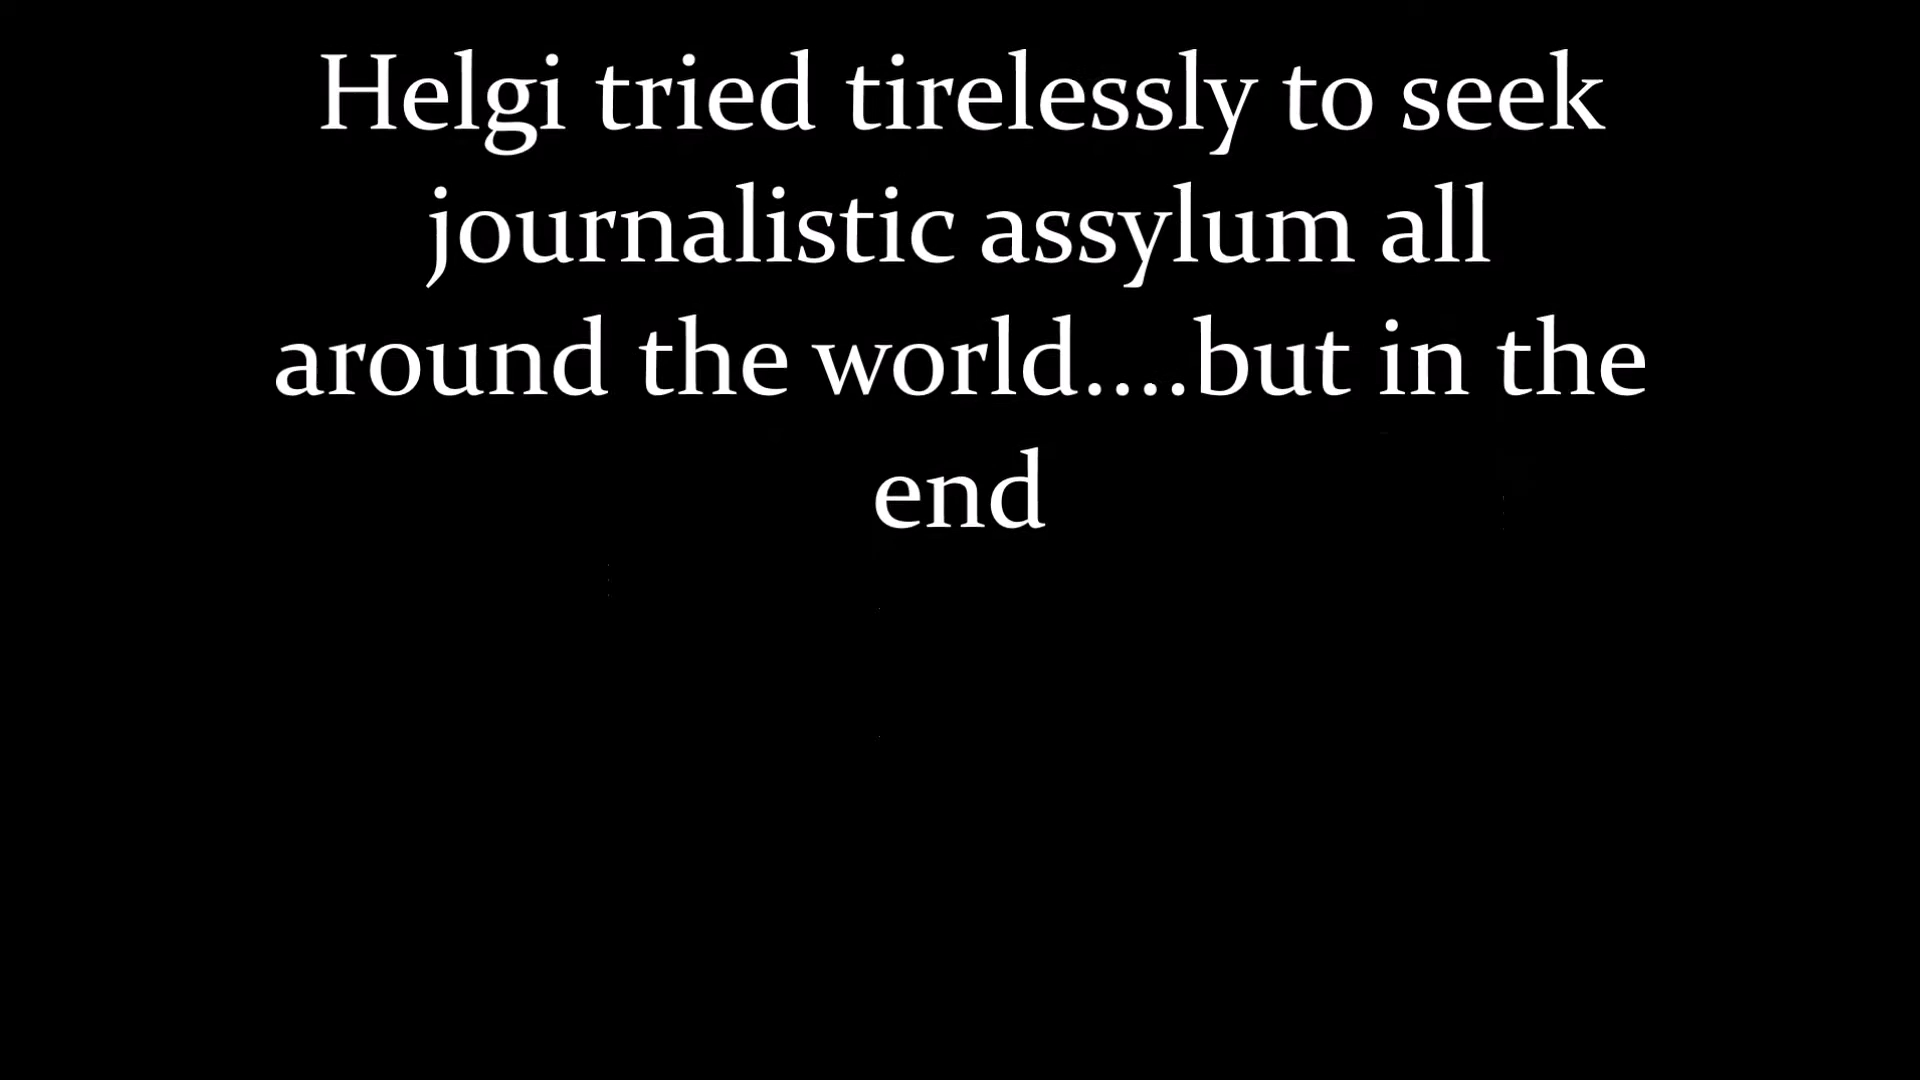 Helgi tried tirelessly to seek
journalistic assylum all
around the world....but in the
end